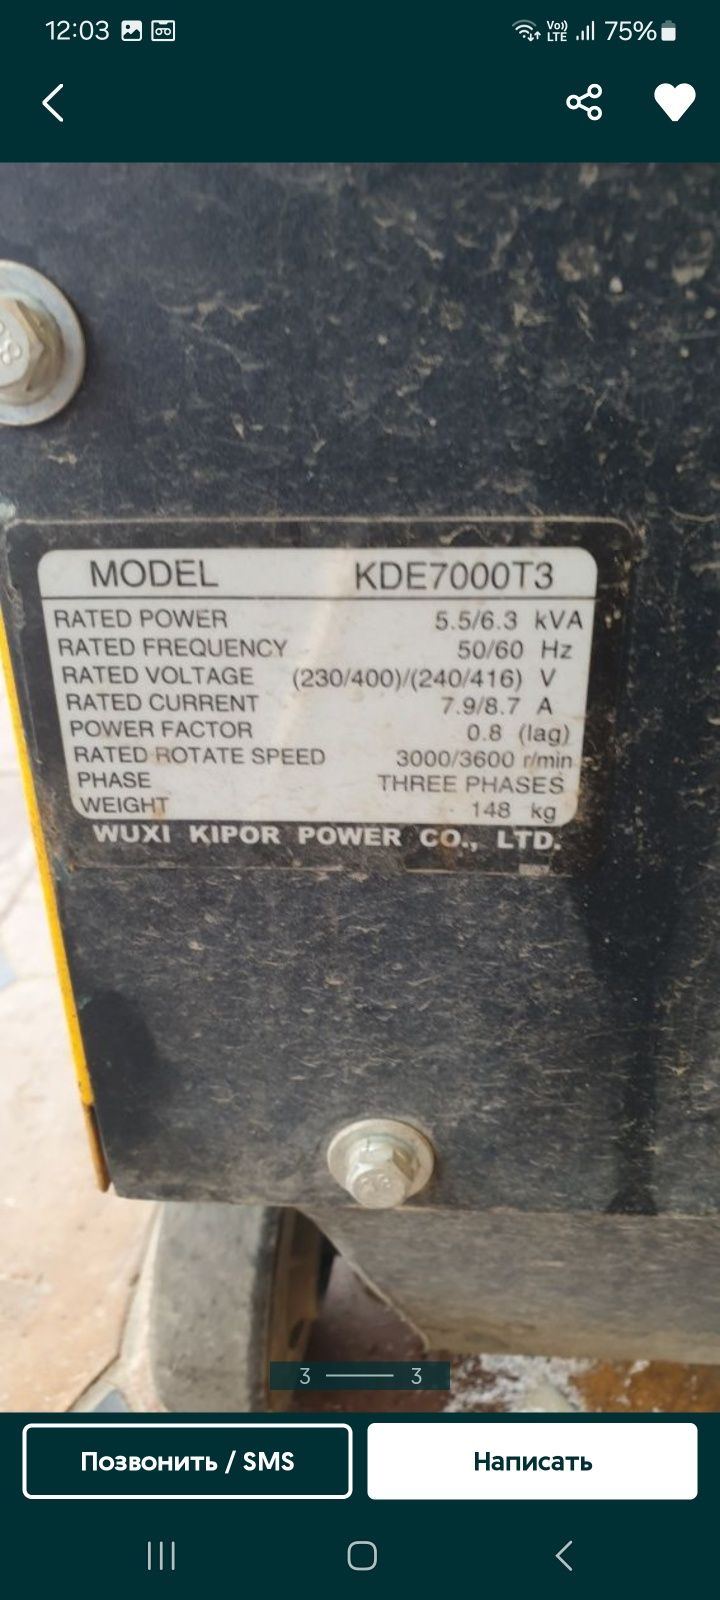 12:03 Vo)) LTE 75%
MODEL KDE7000T3
RATED POWER 5.5/6.3 kVA
RATED FREQUENCY 50/60 Hz
RATED VOLTAGE (230/400)/(240/416) V
RATED CURRENT 7.9/8.7 A
POWER FACTOR 0.8 (lag)
RATED ROTATE SPEED 3000/3600 r/min
PHASE THREE PHASES
WEIGHT 148 kg
WUXI KIPOR POWER CO., LTD.
3 3
Позвонить / SMS Написать